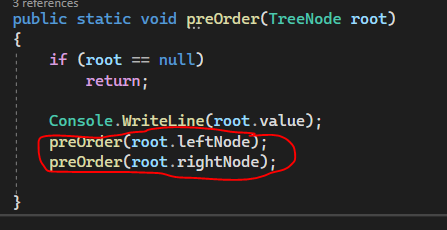 3 references
public static void preOrder(TreeNode root)
{
if (root == null)
return;
Console.WriteLine(root.value);
preOrder(root.leftNode);
preOrder(root.rightNode);
}